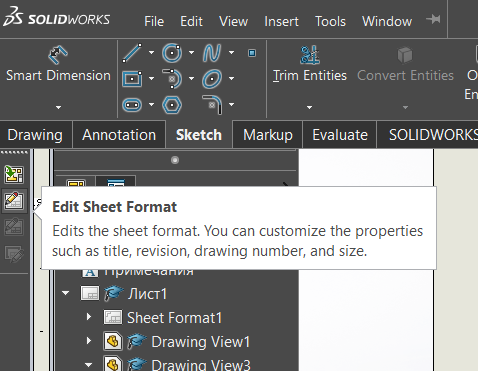 SOLIDWORKS File Edit View Insert Tools Window
Smart Dimension
Trim Entities Convert Entities
Drawing Annotation Sketch Markup Evaluate SOLIDWORKS
Edit Sheet Format
Edits the sheet format. You can customize the properties
such as title, revision, drawing number, and size.
Примечания
Лист1
Sheet Format1
Drawing View1
Drawing View3